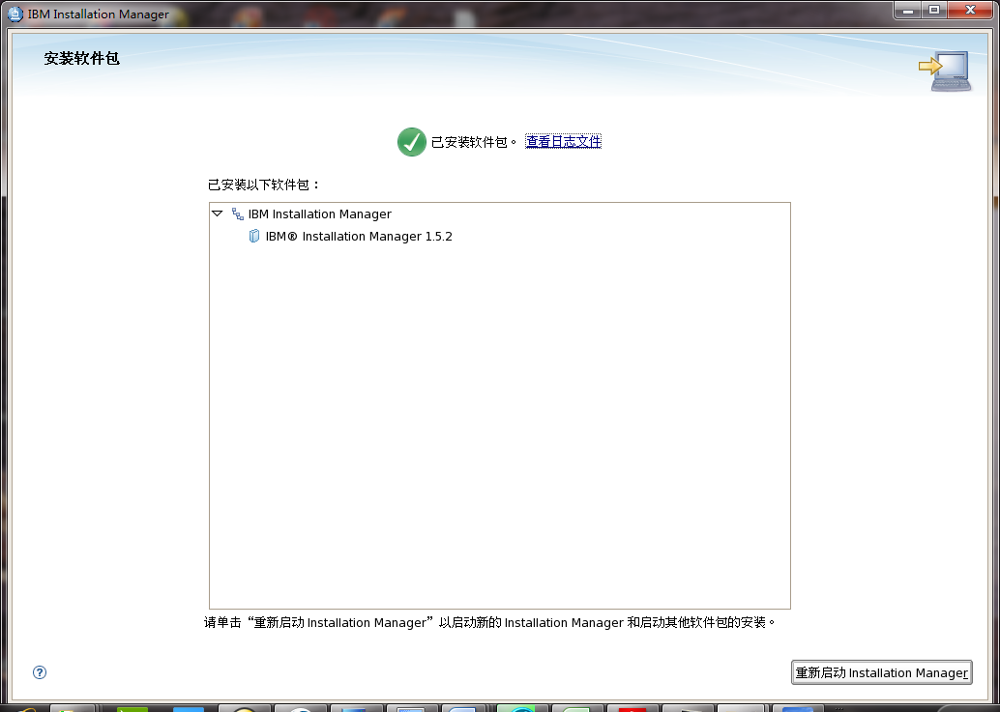 IBM Installation Manager
安装软件包
已安装软件包。 查看日志文件
已安装以下软件包：
IBM Installation Manager
IBM® Installation Manager 1.5.2
请单击“重新启动 Installation Manager”以启动新的 Installation Manager 和启动其他软件包的安装。
重新启动 Installation Manager